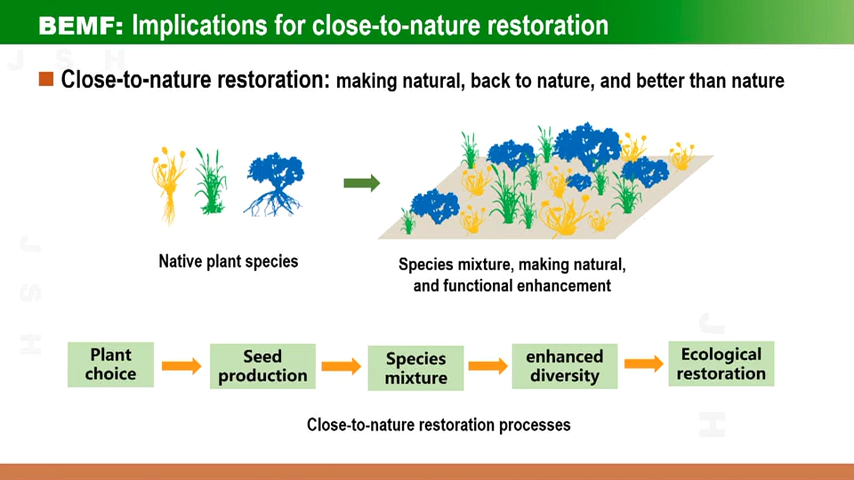 BEMF: Implications for close-to-nature restoration
Close-to-nature restoration: making natural, back to nature, and better than nature
Native plant species
Species mixture, making natural,
and functional enhancement
Plant
choice
Seed
production
Species
mixture
enhanced
diversity
Ecological
restoration
Close-to-nature restoration processes
J S H
J S H
J H